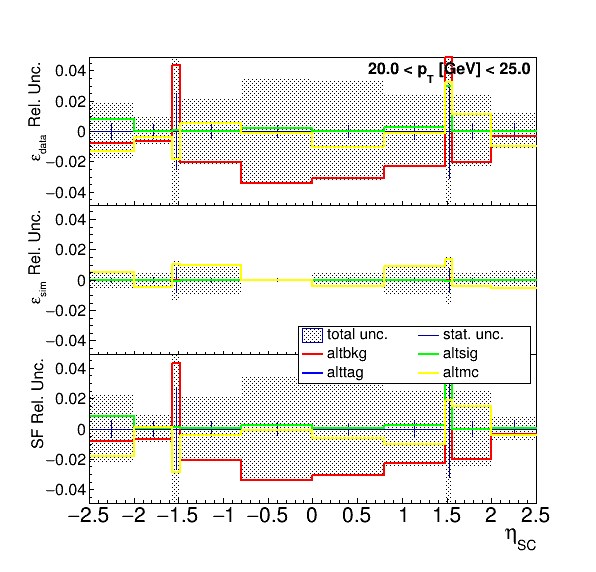 20.0 < p_T [GeV] < 25.0
ε_data Rel. Unc.
0.04
0.02
0
−0.02
−0.04
ε_sim Rel. Unc.
0.04
0.02
0
−0.02
−0.04
total unc. stat. unc.
altbkg altsig
alttag altmc
SF Rel. Unc.
0.04
0.02
0
−0.02
−0.04
−2.5 −2 −1.5 −1 −0.5 0 0.5 1 1.5 2 2.5
η_SC